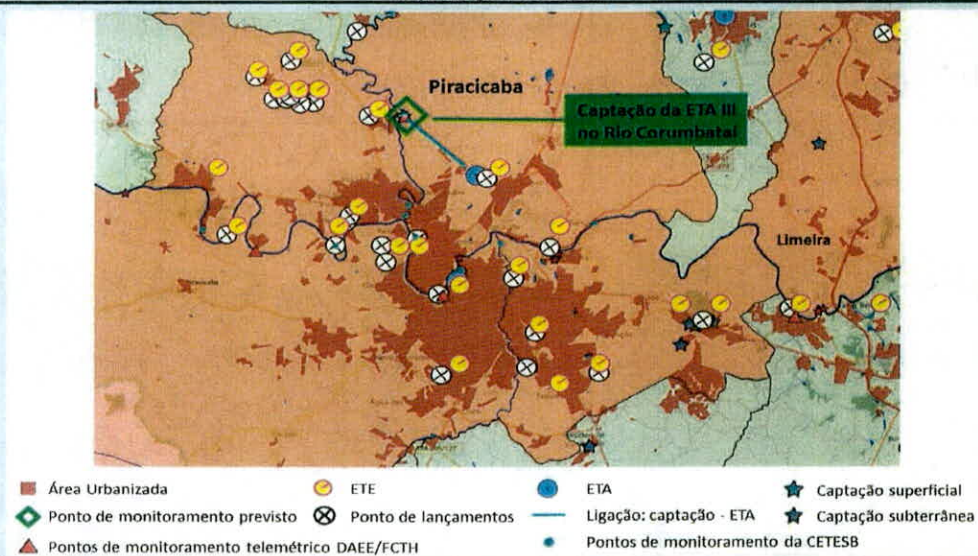 Piracicaba
Captação da ETA III
no Rio Corumbataí
Limeira
Área Urbanizada
ETE
ETA
Captação superficial
Ponto de monitoramento previsto
Ponto de lançamentos
Ligação: captação - ETA
Captação subterrânea
Pontos de monitoramento telemétrico DAEE/FCTH
Pontos de monitoramento da CETESB